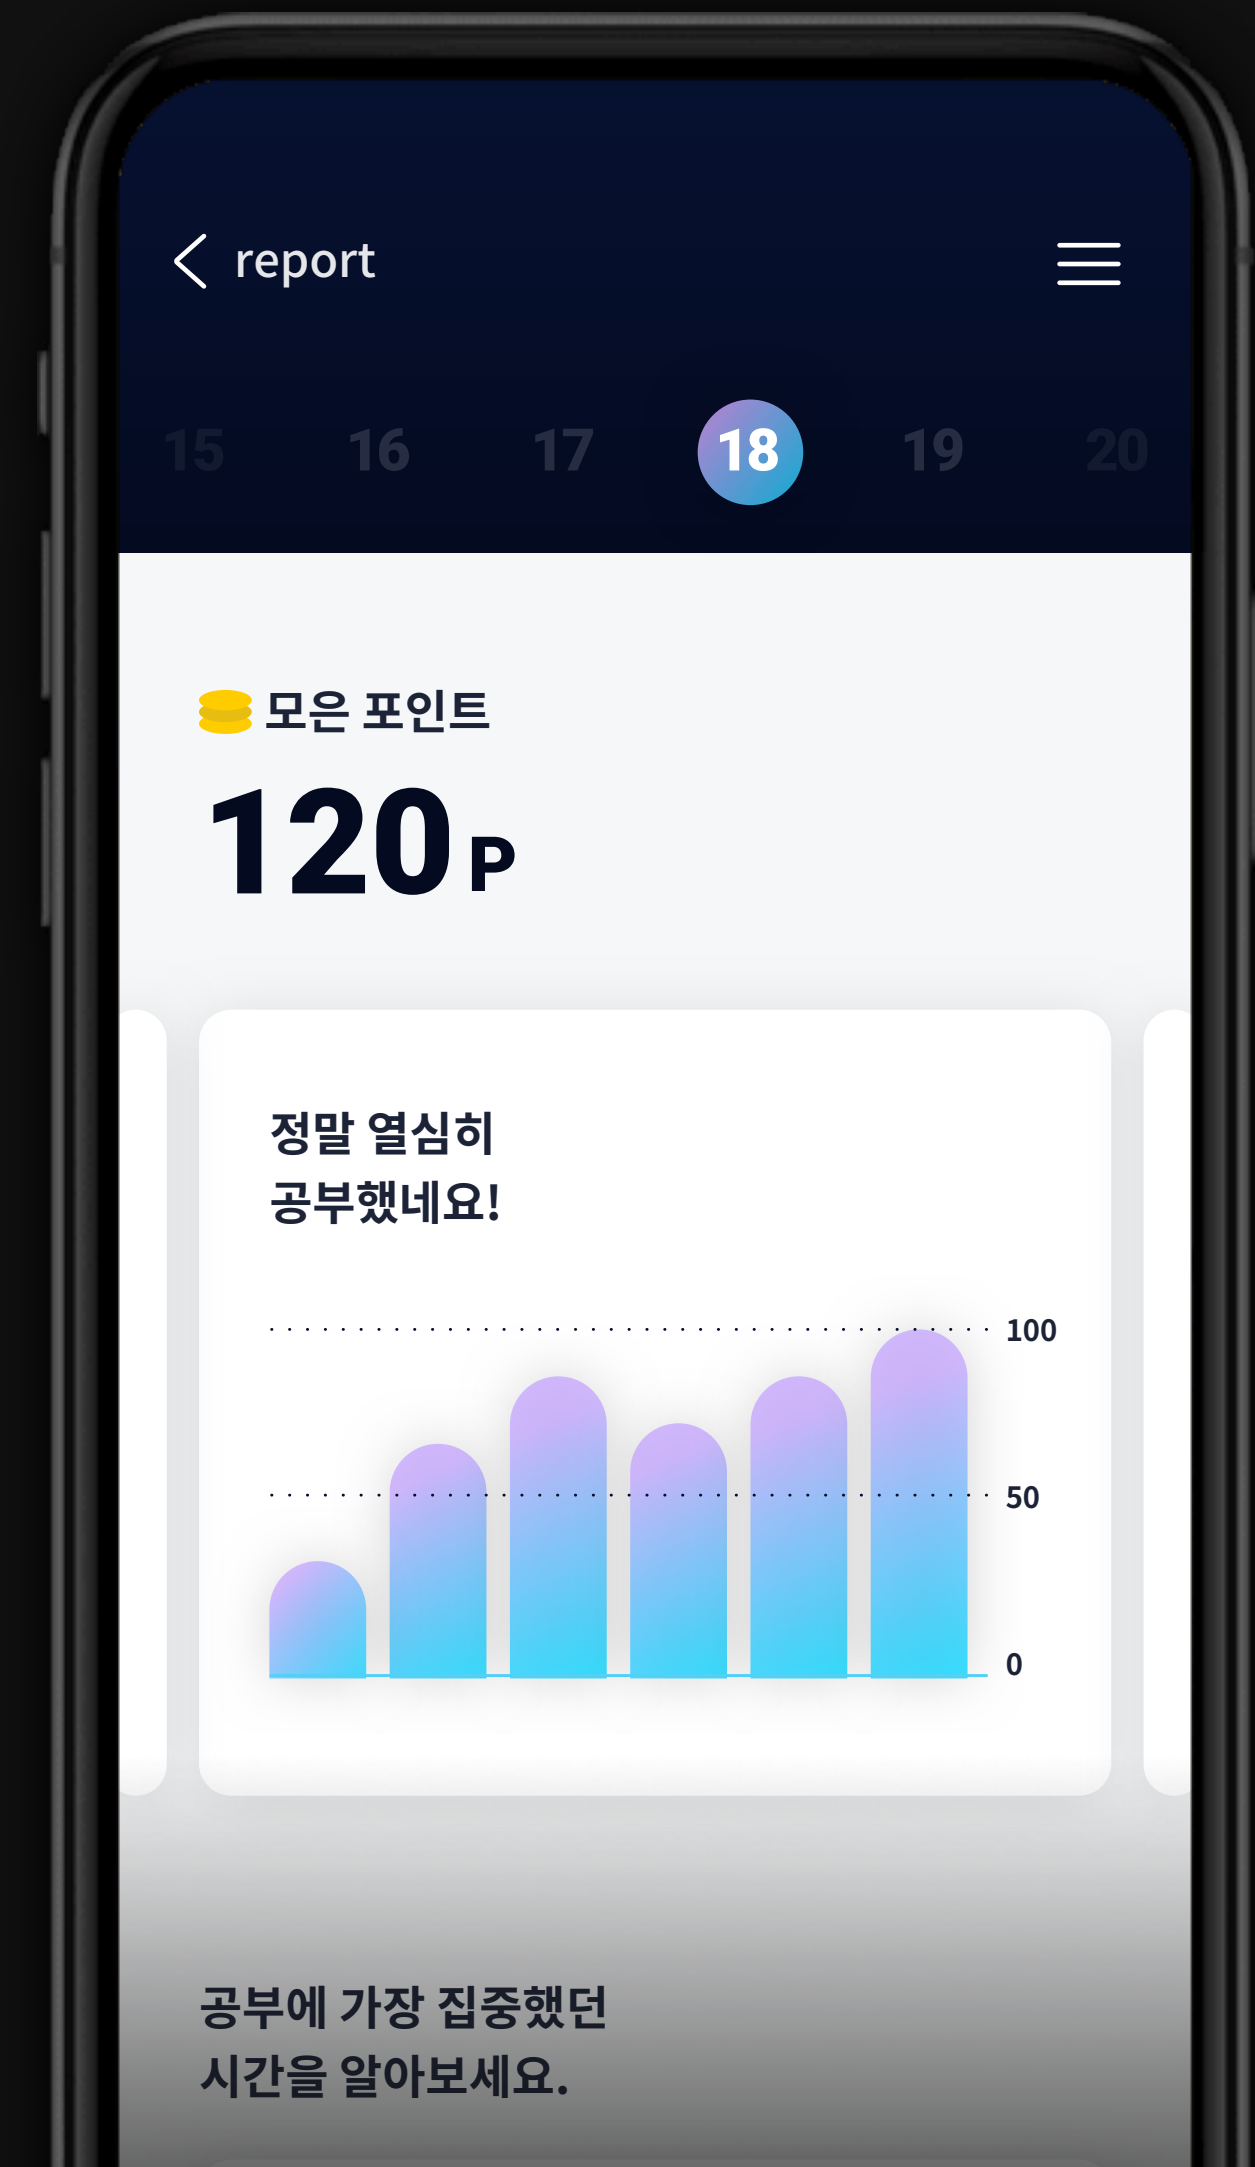 report
15 16 17 18 19 20
모은 포인트
120 P
정말 열심히
공부했네요!
100
50
0
공부에 가장 집중했던
시간을 알아보세요.